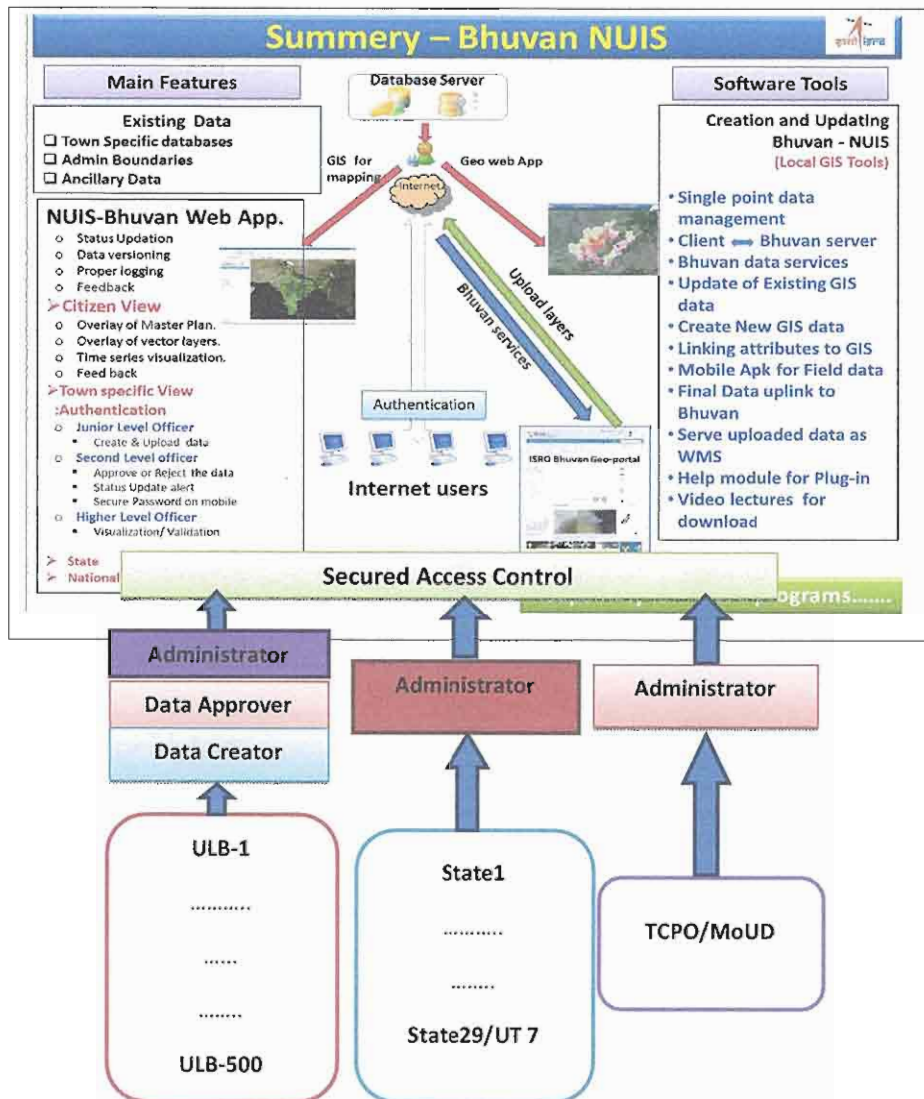 Summery – Bhuvan NUIS
isro
Main Features
Existing Data
Town Specific databases
Admin Boundaries
Ancillary Data
NUIS-Bhuvan Web App.
Status Updation
Data versioning
Proper logging
Feedback
Citizen View
Overlay of Master Plan.
Overlay of vector layers.
Time series visualization.
Feed back
Town specific View
:Authentication
Junior Level Officer
Create & Upload data
Second Level officer
Approve or Reject the data
Status Update alert
Secure Password on mobile
Higher Level Officer
Visualization/ Validation
State
National
Database Server
GIS for
mapping
Geo web App
Internet
Upload layers
Bhuvan services
Authentication
Internet users
ISRO Bhuvan Geo-portal
Software Tools
Creation and Updating
Bhuvan - NUIS
(Local GIS Tools)
• Single point data
management
• Client Bhuvan server
• Bhuvan data services
• Update of Existing GIS
data
• Create New GIS data
• Linking attributes to GIS
• Mobile Apk for Field data
• Final Data uplink to
Bhuvan
• Serve uploaded data as
WMS
• Help module for Plug-in
• Video lectures for
download
Secured Access Control
Administrator
Data Approver
Data Creator
ULB-1
...........
......
........
ULB-500
Administrator
State1
...........
........
State29/UT 7
Administrator
TCPO/MoUD